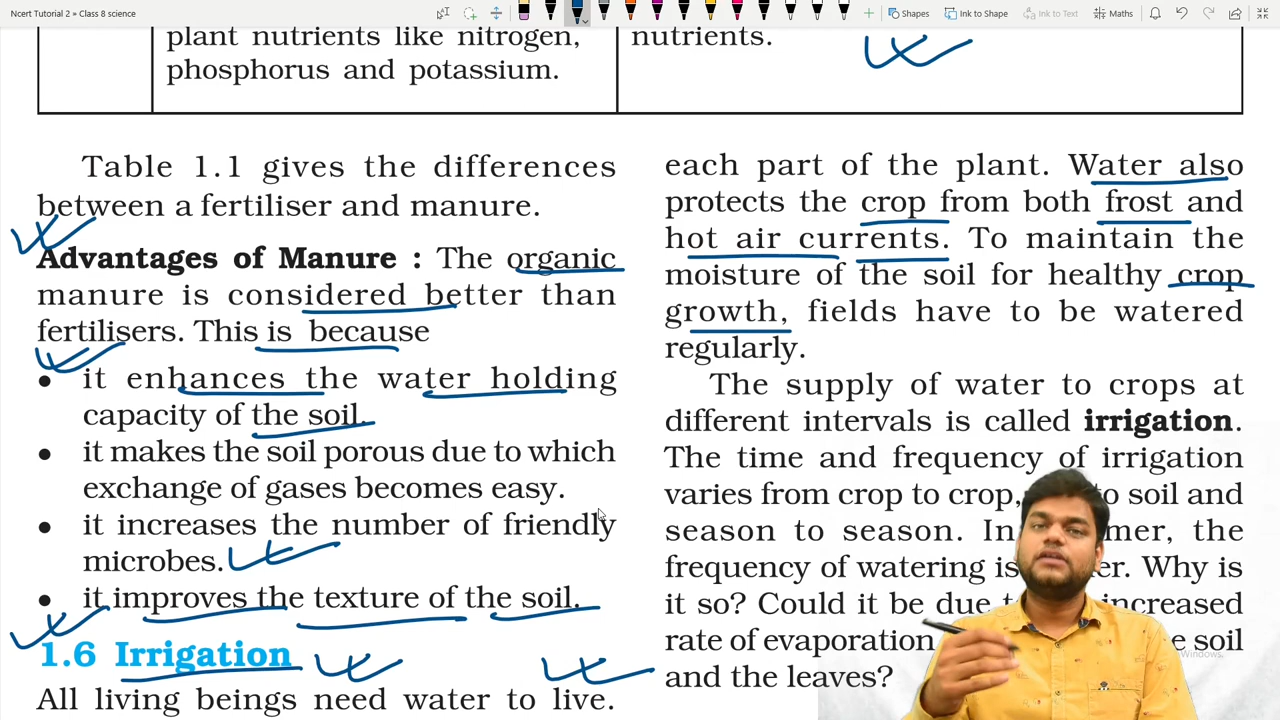 Ncert Tutorial 2 » Class 8 science
Shapes
Ink to Shape
Ink to Text
Maths
plant nutrients like nitrogen,
phosphorus and potassium.
nutrients.
Table 1.1 gives the differences
between a fertiliser and manure.
Advantages of Manure : The organic
manure is considered better than
fertilisers. This is because
• it enhances the water holding
capacity of the soil.
• it makes the soil porous due to which
exchange of gases becomes easy.
• it increases the number of friendly
microbes.
• it improves the texture of the soil.
1.6 Irrigation
All living beings need water to live.
each part of the plant. Water also
protects the crop from both frost and
hot air currents. To maintain the
moisture of the soil for healthy crop
growth, fields have to be watered
regularly.
The supply of water to crops at
different intervals is called irrigation.
The time and frequency of irrigation
varies from crop to crop, to soil and
season to season. In the
frequency of watering is Why is
it so? Could it be due increased
rate of evaporation soil
and the leaves?
Windows.